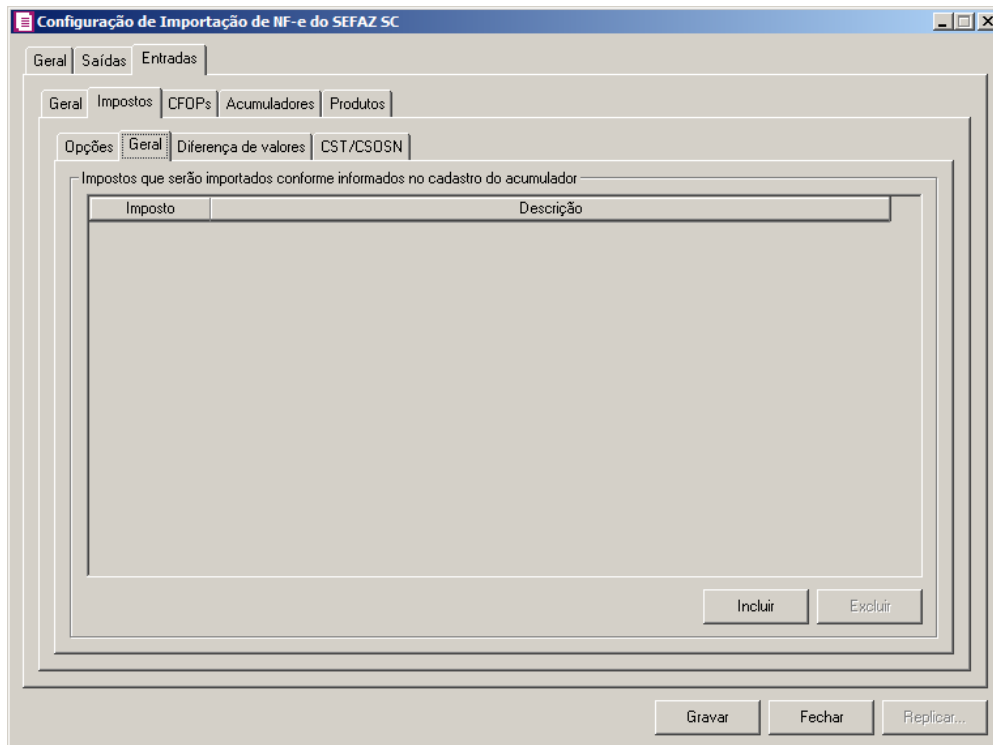 Configuração de Importação de NF-e do SEFAZ SC
Geral Saídas Entradas
Geral Impostos CFOPs Acumuladores Produtos
Opções Geral Diferença de valores CST/CSOSN
Impostos que serão importados conforme informados no cadastro do acumulador
Imposto Descrição
Incluir Excluir
Gravar Fechar Replicar...